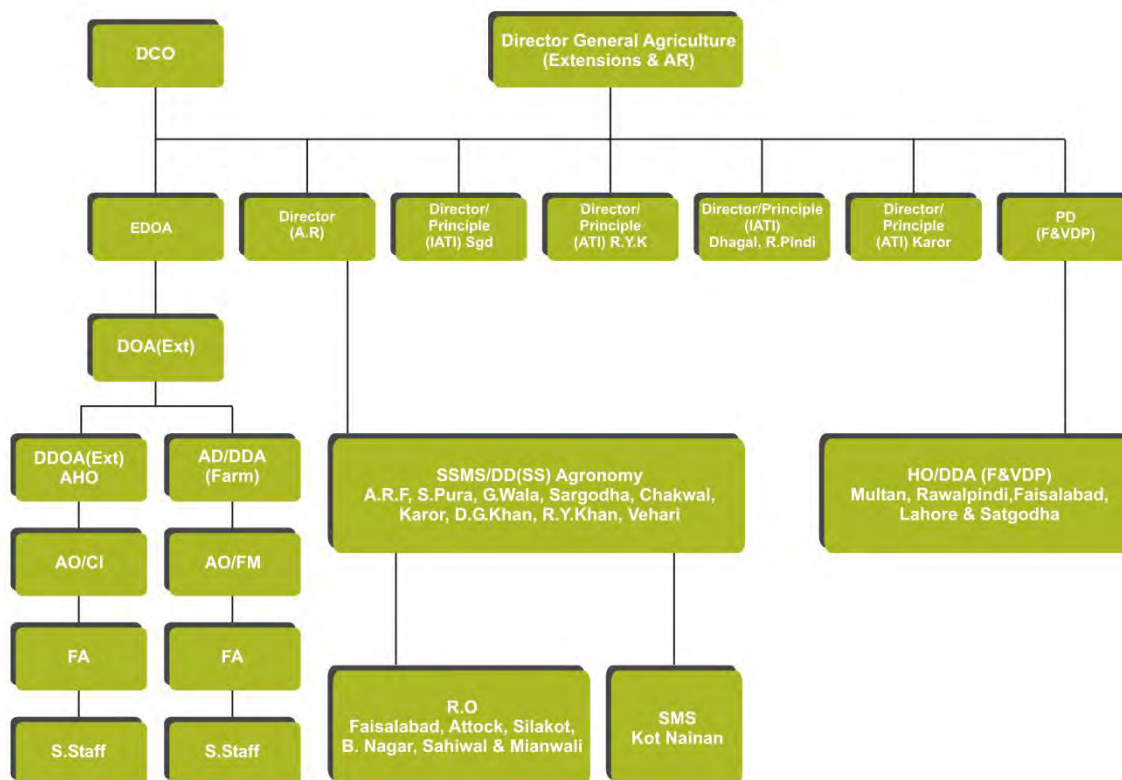 DCO
Director General Agriculture
(Extensions & AR)
EDOA
Director
(A.R)
Director/
Principle
(IATI) Sgd
Director/
Principle
(ATI) R.Y.K
Director/Principle
(IATI)
Dhagal, R.Pindi
Director/
Principle
(ATI) Karor
PD
(F&VDP)
DOA(Ext)
DDOA(Ext)
AHO
AD/DDA
(Farm)
SSMS/DD(SS) Agronomy
A.R.F, S.Pura, G.Wala, Sargodha, Chakwal,
Karor, D.G.Khan, R.Y.Khan, Vehari
HO/DDA (F&VDP)
Multan, Rawalpindi,Faisalabad,
Lahore & Satgodha
AO/CI
AO/FM
FA
FA
R.O
Faisalabad, Attock, Silakot,
B. Nagar, Sahiwal & Mianwali
SMS
Kot Nainan
S.Staff
S.Staff